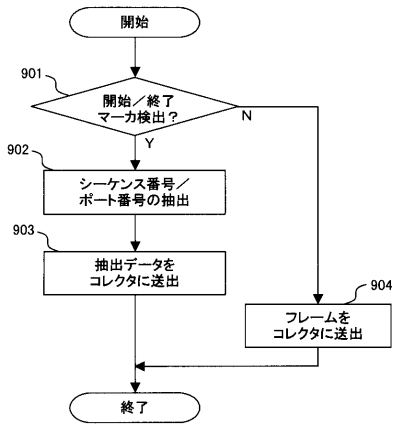 開始
901
開始／終了
マーカ検出？
N
Y
902
シーケンス番号／
ポート番号の抽出
903
抽出データを
コレクタに送出
904
フレームを
コレクタに送出
終了